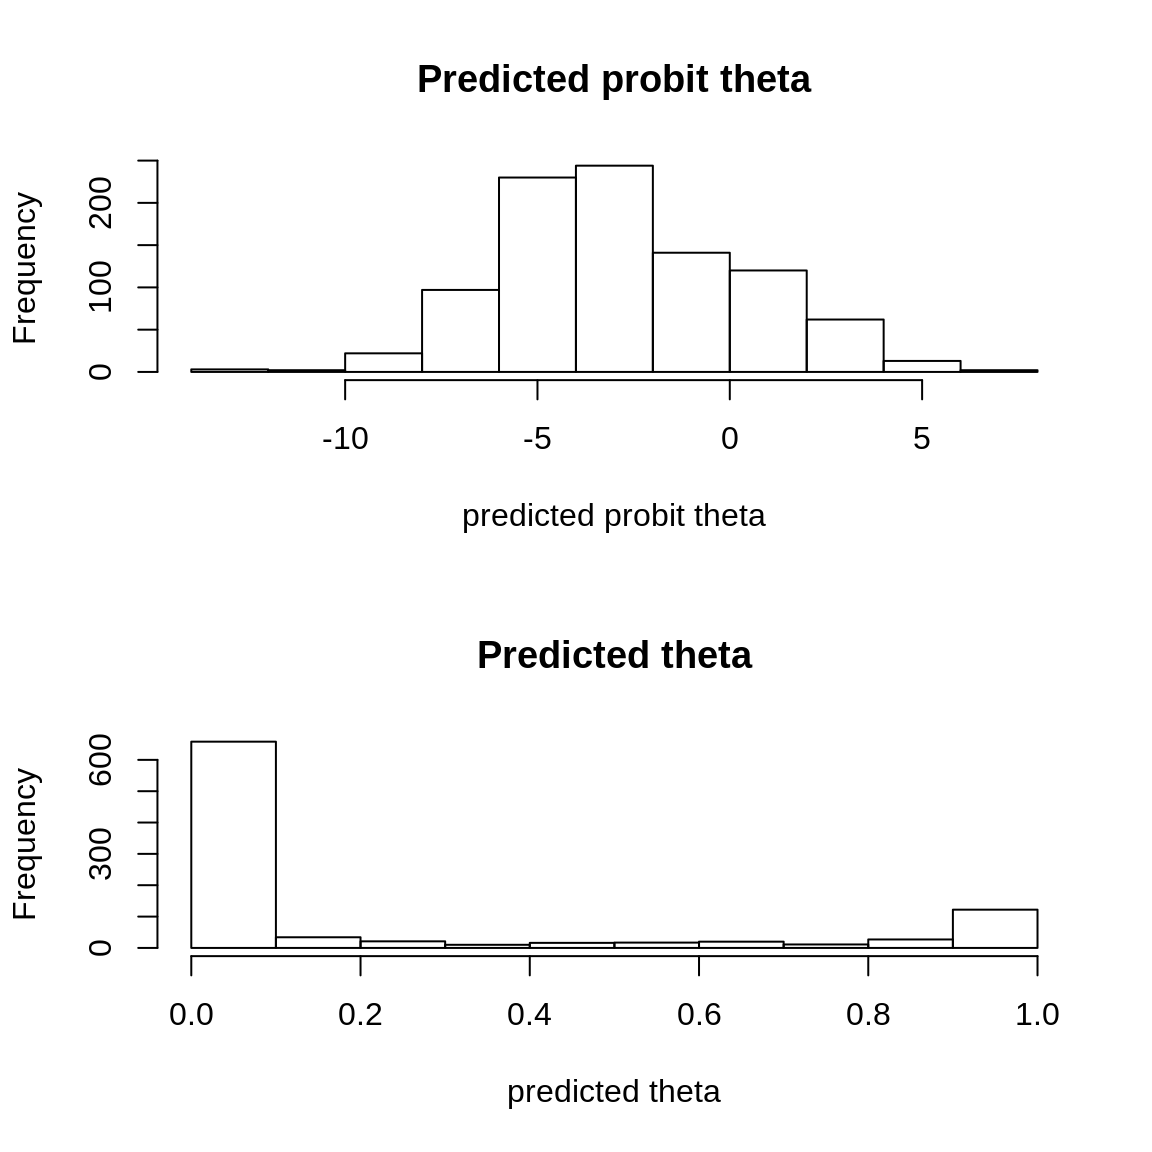 Predicted probit theta
Frequency
0 100 200
-10 -5 0 5
predicted probit theta
Predicted theta
Frequency
0 300 600
0.0 0.2 0.4 0.6 0.8 1.0
predicted theta